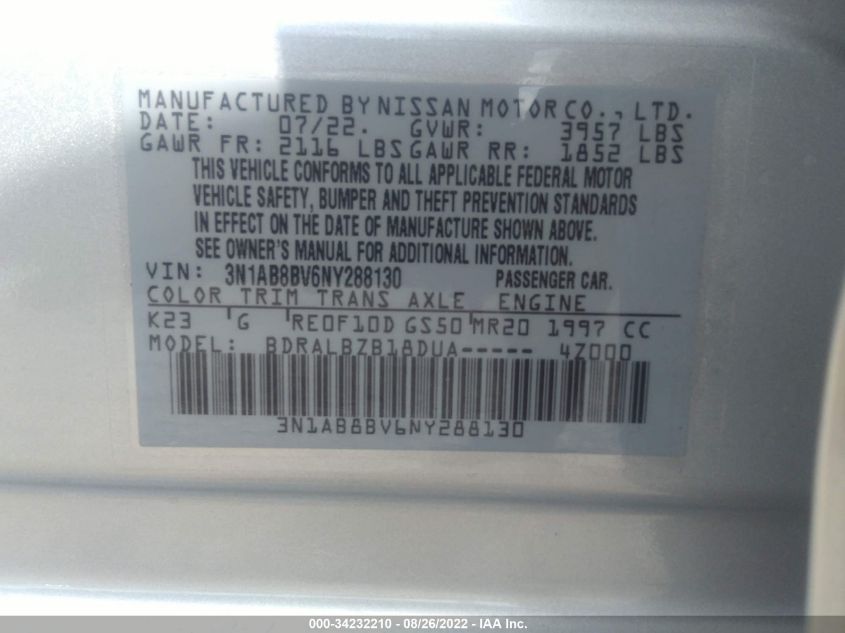 MANUFACTURED BY NISSAN MOTOR CO., LTD.
DATE: 07/22. GVWR: 3957 LBS
GAWR FR: 2116 LBS GAWR RR: 1852 LBS
THIS VEHICLE CONFORMS TO ALL APPLICABLE FEDERAL MOTOR
VEHICLE SAFETY, BUMPER AND THEFT PREVENTION STANDARDS
IN EFFECT ON THE DATE OF MANUFACTURE SHOWN ABOVE.
SEE OWNER'S MANUAL FOR ADDITIONAL INFORMATION.
VIN: 3N1AB8BV6NY288130 PASSENGER CAR.
COLOR TRIM TRANS AXLE ENGINE
K23 G RE0F10D GS50 MR20 1997 CC
MODEL: BDRALBZB18DUA----- 4Z000
3N1AB8BV6NY288130
000-34232210 - 08/26/2022 - IAA Inc.